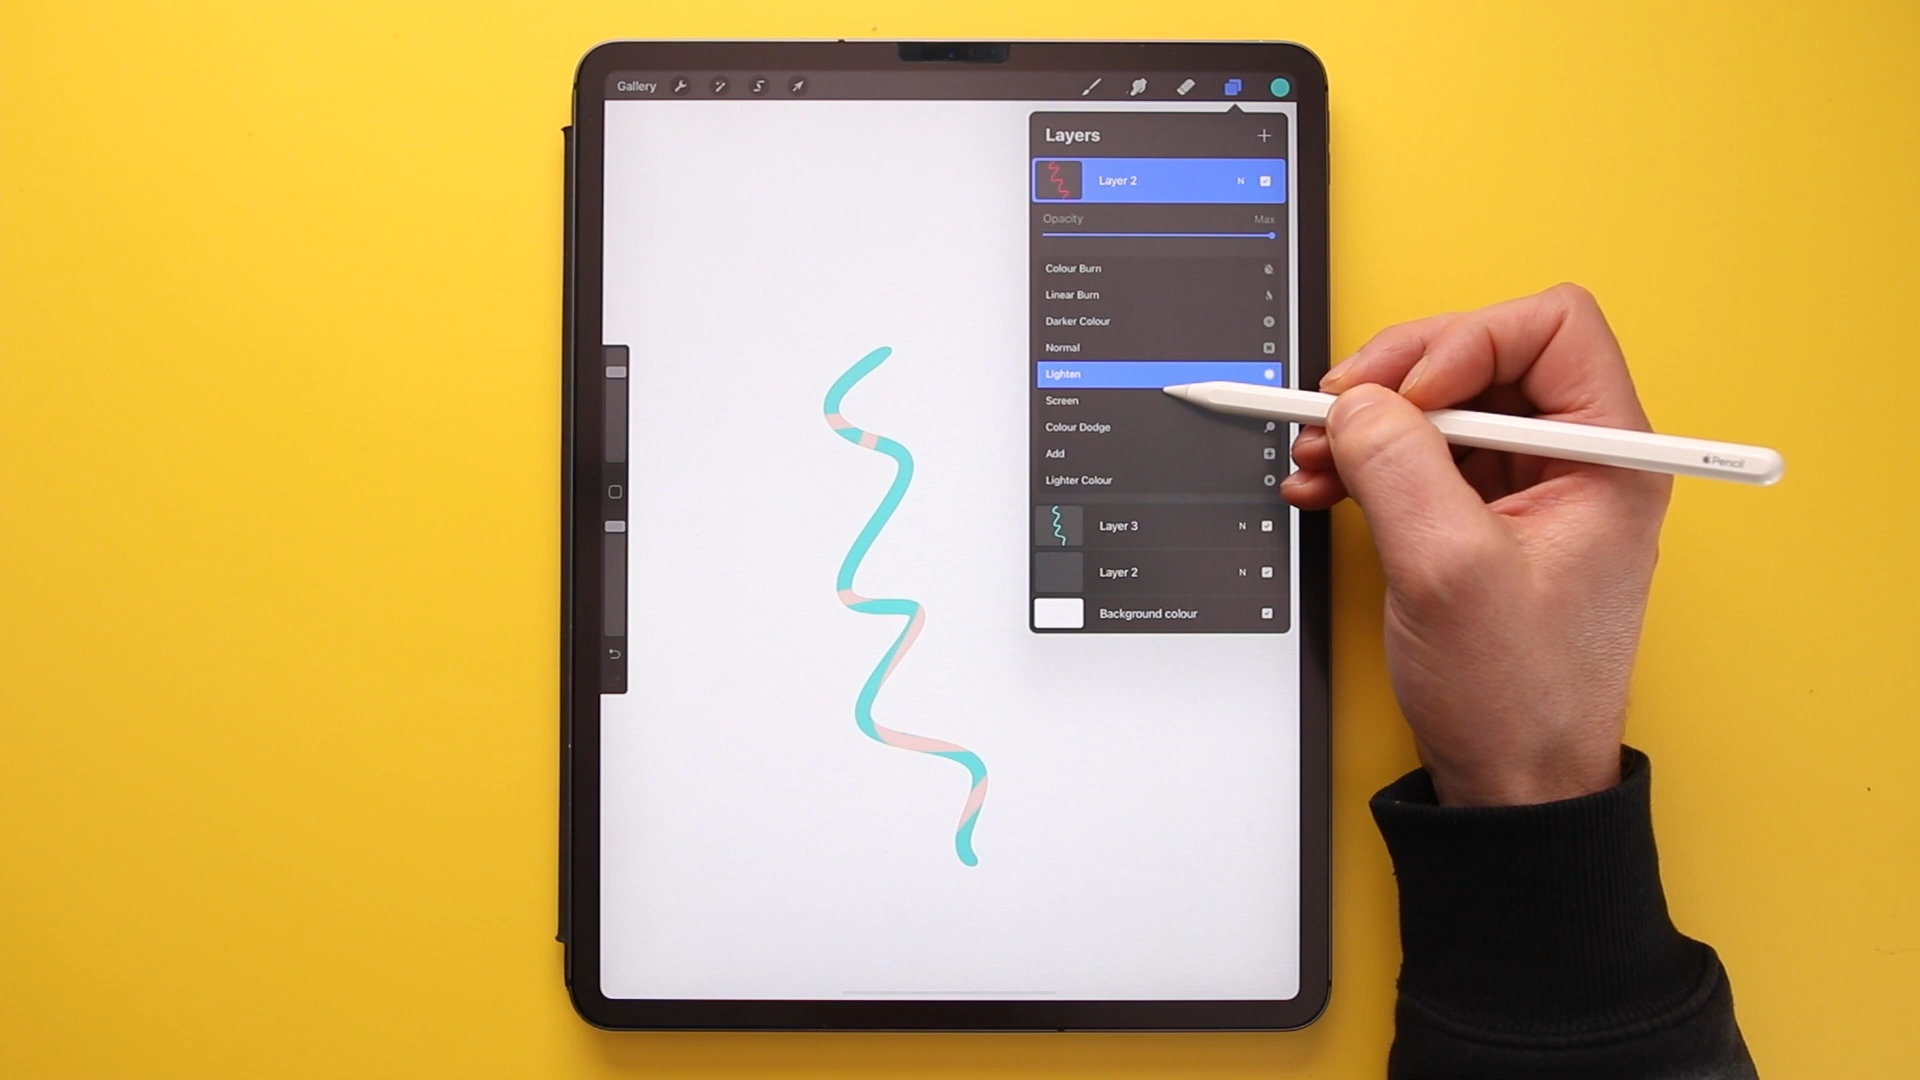 Gallery
Layers
Layer 2 N
Opacity Max
Colour Burn
Linear Burn
Darker Colour
Normal N
Lighten
Screen
Colour Dodge
Add
Lighter Colour
Layer 3 N
Layer 2 N
Background colour
Pencil